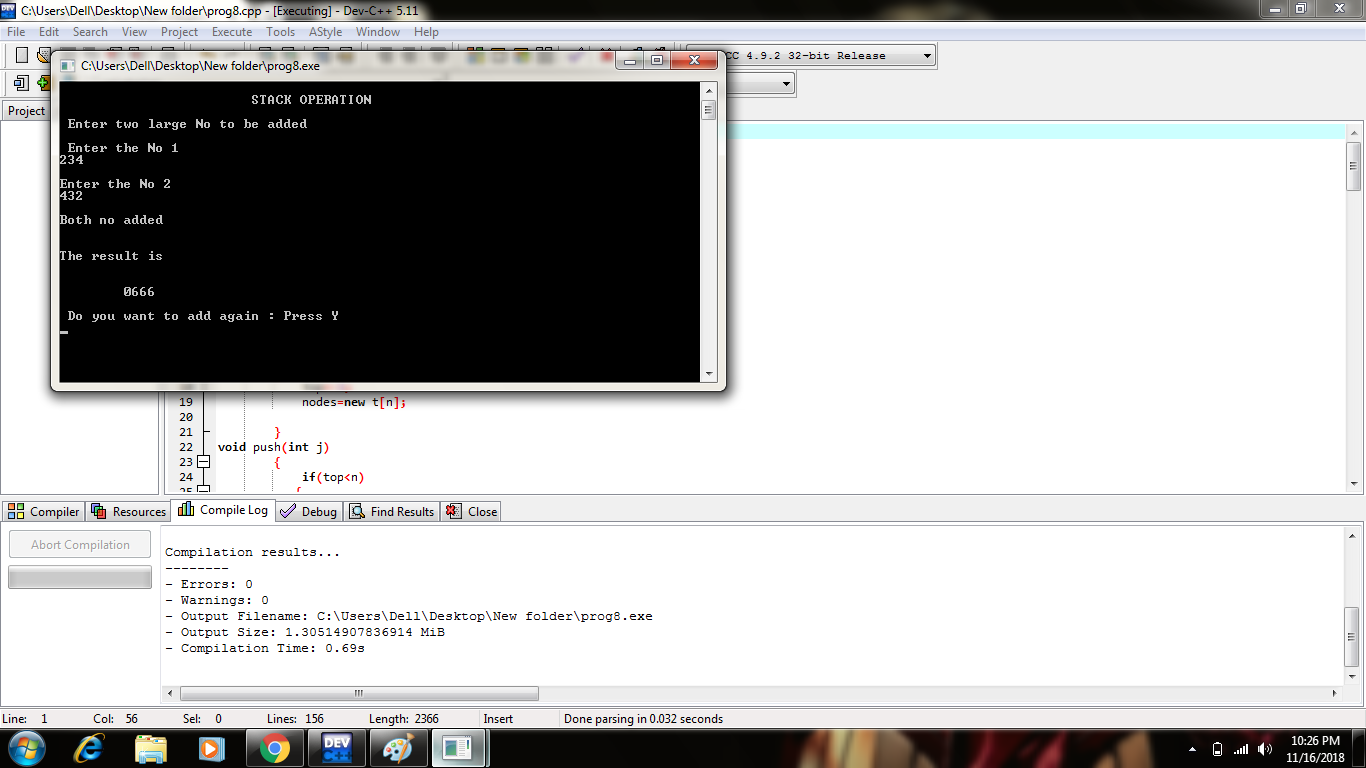 C:\Users\Dell\Desktop\New folder\prog8.cpp - [Executing] - Dev-C++ 5.11
File Edit Search View Project Execute Tools AStyle Window Help
CC 4.9.2 32-bit Release
C:\Users\Dell\Desktop\New folder\prog8.exe
Project
STACK OPERATION
Enter two large No to be added
Enter the No 1
234
Enter the No 2
432
Both no added
The result is
0666
Do you want to add again : Press Y
19 nodes=new t[n];
20
21 }
22 void push(int j)
23 {
24 if(top<n)
25 {
Compiler Resources Compile Log Debug Find Results Close
Abort Compilation
Compilation results...
--------
- Errors: 0
- Warnings: 0
- Output Filename: C:\Users\Dell\Desktop\New folder\prog8.exe
- Output Size: 1.30514907836914 MiB
- Compilation Time: 0.69s
Line: 1 Col: 56 Sel: 0 Lines: 156 Length: 2366 Insert Done parsing in 0.032 seconds
DEV C++
10:26 PM
11/16/2018